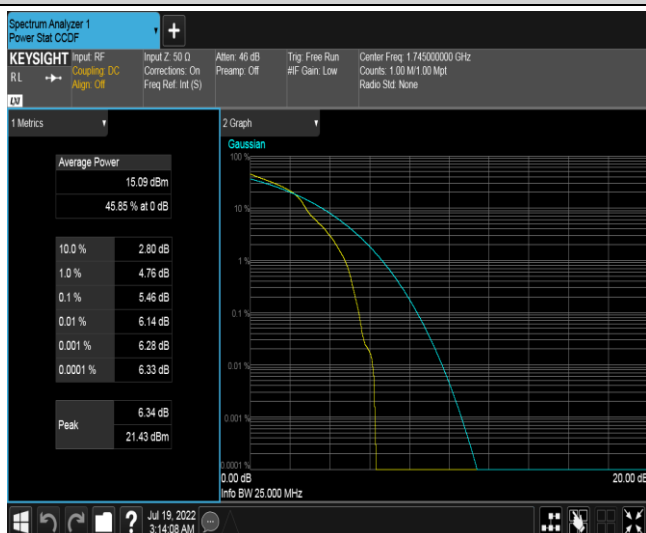 Spectrum Analyzer 1
Power Stat CCDF
+
KEYSIGHT
RL
LXI
Input: RF
Coupling: DC
Align: Off
Input Z: 50 Ω
Corrections: On
Freq Ref: Int (S)
Atten: 46 dB
Preamp: Off
Trig: Free Run
#IF Gain: Low
Center Freq: 1.745000000 GHz
Counts: 1.00 M/1.00 Mpt
Radio Std: None
1 Metrics
Average Power
15.09 dBm
45.85 % at 0 dB
10.0 % 2.80 dB
1.0 % 4.76 dB
0.1 % 5.46 dB
0.01 % 6.14 dB
0.001 % 6.28 dB
0.0001 % 6.33 dB
Peak
6.34 dB
21.43 dBm
2 Graph
Gaussian
100 %
10 %
1 %
0.1 %
0.01 %
0.001 %
0.0001 %
0.00 dB 20.00 dB
Info BW 25.000 MHz
?
Jul 19, 2022
3:14:08 AM